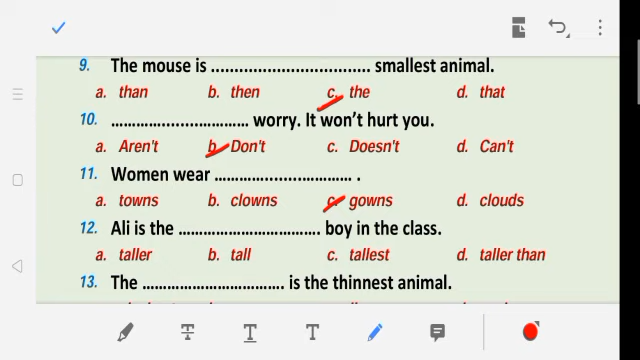 9. The mouse is ........................................ smallest animal.
a. than b. then c. the d. that
10. ........................................ worry. It won't hurt you.
a. Aren't b. Don't c. Doesn't d. Can't
11. Women wear ........................................ .
a. towns b. clowns c. gowns d. clouds
12. Ali is the ........................................ boy in the class.
a. taller b. tall c. tallest d. taller than
13. The ........................................ is the thinnest animal.
T T T